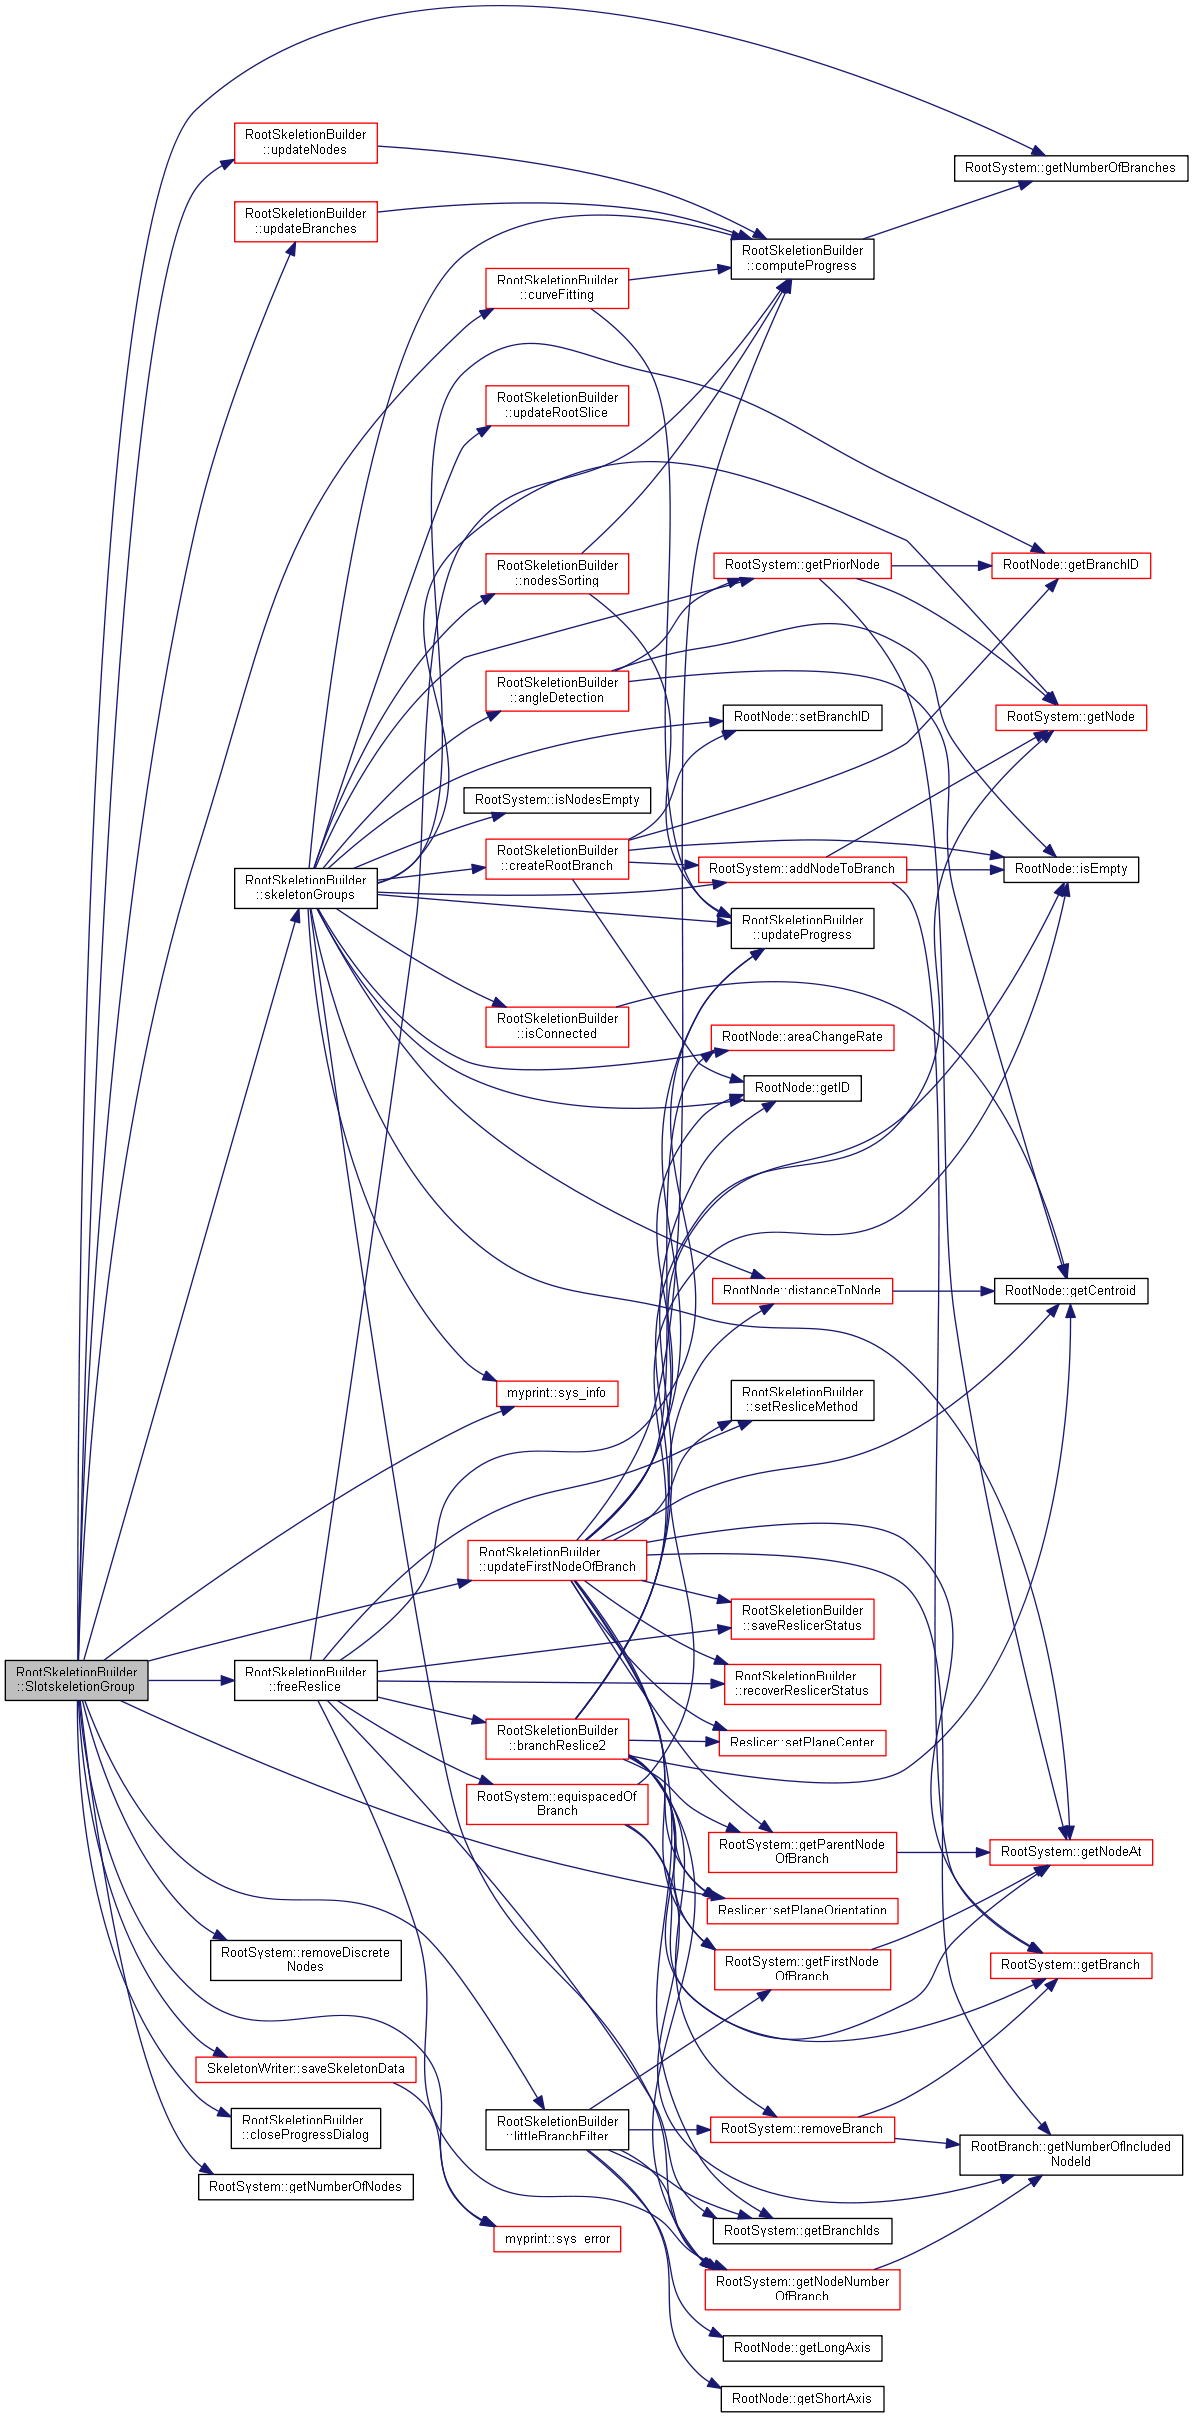 RootSystem::getNumberOfBranches
RootSkeletionBuilder
::updateNodes
RootSkeletionBuilder
::updateBranches
RootSkeletionBuilder
::computeProgress
RootSkeletionBuilder
::curveFitting
RootSkeletionBuilder
::updateRootSlice
RootSkeletionBuilder
::nodesSorting
RootSystem::getPriorNode
RootNode::getBranchID
RootSkeletionBuilder
::angleDetection
RootNode::setBranchID
RootSystem::getNode
RootSystem::isNodesEmpty
RootSkeletionBuilder
::createRootBranch
RootSystem::addNodeToBranch
RootNode::isEmpty
RootSkeletionBuilder
::skeletonGroups
RootSkeletionBuilder
::updateProgress
RootSkeletionBuilder
::isConnected
RootNode::areaChangeRate
RootNode::getID
RootNode::distanceToNode
RootNode::getCentroid
myprint::sys_info
RootSkeletionBuilder
::setResliceMethod
RootSkeletionBuilder
::updateFirstNodeOfBranch
RootSkeletionBuilder
::saveReslicerStatus
RootSkeletionBuilder
::SlotskeletionGroup
RootSkeletionBuilder
::freeReslice
RootSkeletionBuilder
::recoverReslicerStatus
RootSkeletionBuilder
::branchReslice2
Reslicer::setPlaneCenter
RootSystem::equispacedOf
Branch
RootSystem::getParentNode
OfBranch
RootSystem::getNodeAt
Reslicer::setPlaneOrientation
RootSystem::removeDiscrete
Nodes
RootSystem::getFirstNode
OfBranch
RootSystem::getBranch
SkeletonWriter::saveSkeletonData
RootSkeletionBuilder
::closeProgressDialog
RootSkeletionBuilder
::littleBranchFilter
RootSystem::removeBranch
RootBranch::getNumberOfIncluded
NodeId
RootSystem::getNumberOfNodes
RootSystem::getBranchIds
myprint::sys_error
RootSystem::getNodeNumber
OfBranch
RootNode::getLongAxis
RootNode::getShortAxis